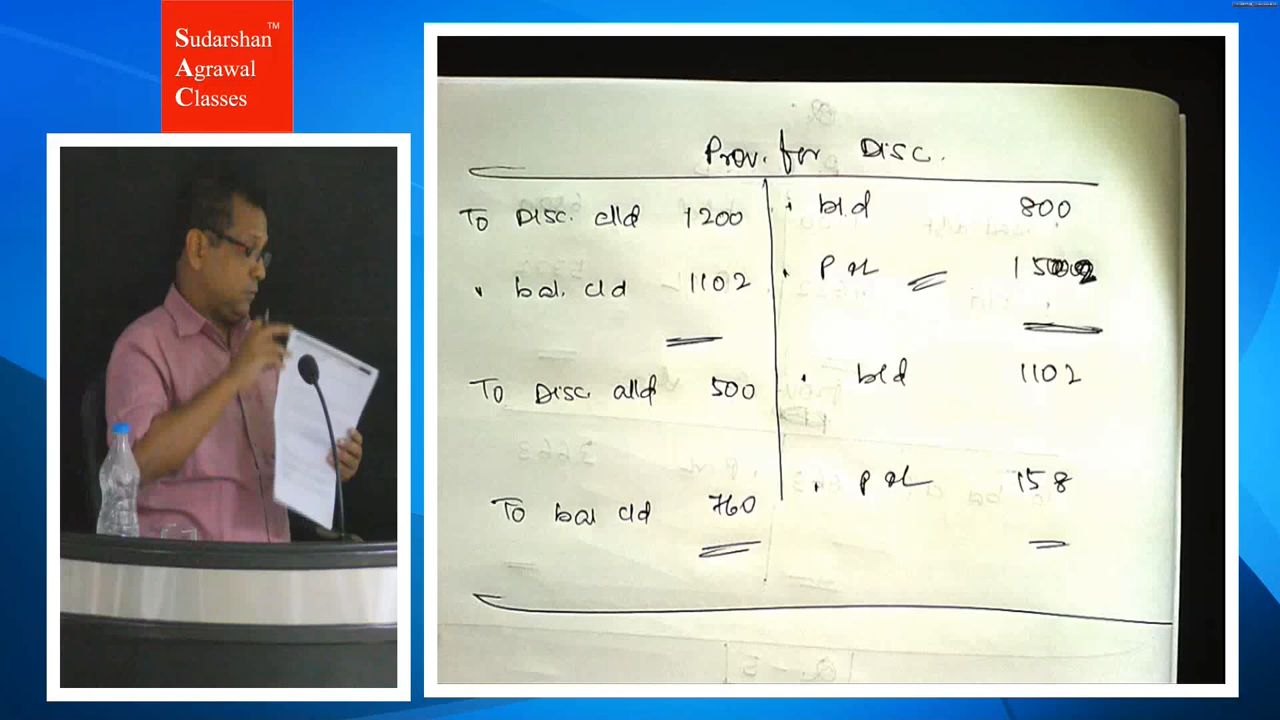 Sudarshan™
Agrawal
Classes
Prov. for Disc.
To Disc. alld 1200
" bal. c/d 1102
To Disc alld 500
To bal c/d 760
" b/d 800
" P&L
" b/d 1102
" P&L 158